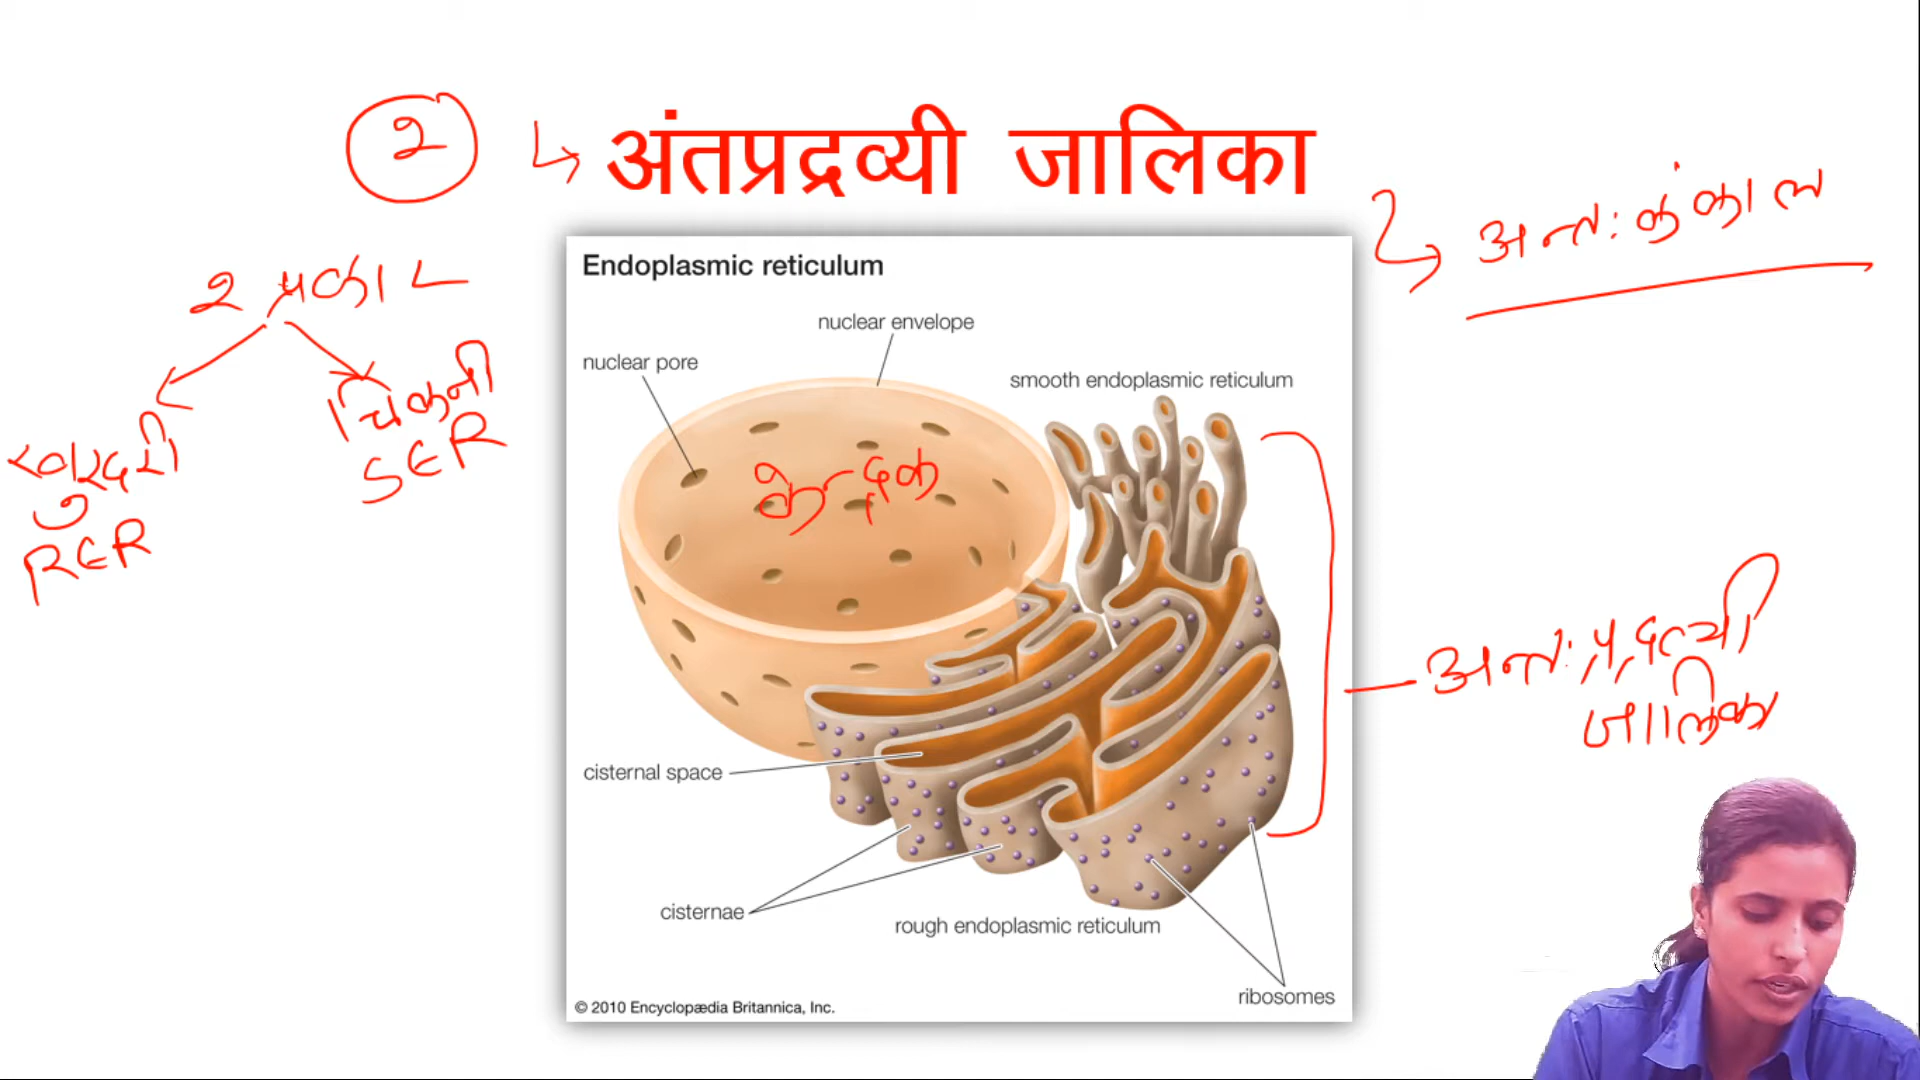 2
अंतप्रद्रव्यी जालिका
अन्तः कंकाल
2 प्रकार
खुरदरी
RER
चिकनी
SER
Endoplasmic reticulum
nuclear envelope
nuclear pore
smooth endoplasmic reticulum
केन्द्रक
अन्तः प्रद्रव्यी
जालिका
cisternal space
cisternae
rough endoplasmic reticulum
ribosomes
© 2010 Encyclopædia Britannica, Inc.